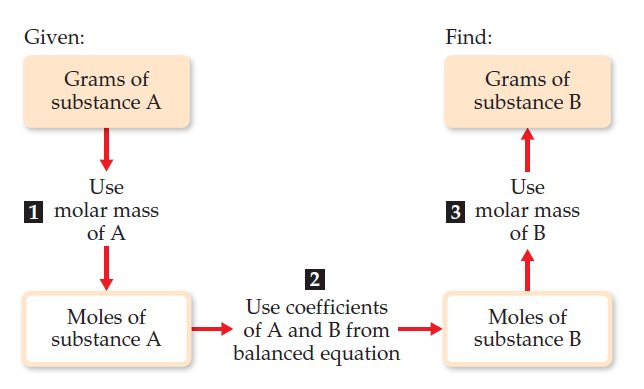 Given:
Grams of
substance A
1 Use
molar mass
of A
Moles of
substance A
2
Use coefficients
of A and B from
balanced equation
Moles of
substance B
3 Use
molar mass
of B
Find:
Grams of
substance B